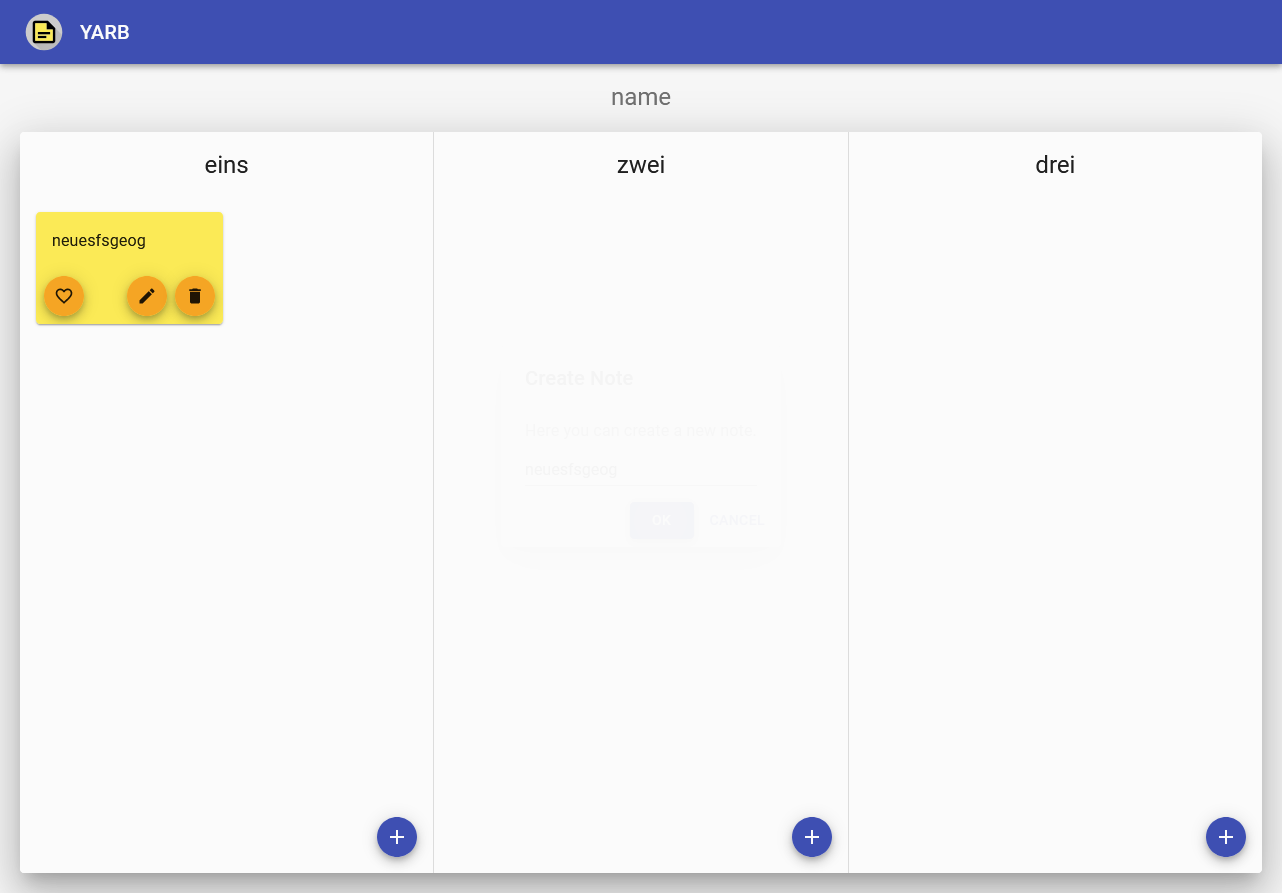 YARB
name
eins
zwei
drei
neuesfsgeog
Create Note
Here you can create a new note
neuesfsgeog
OK
CANCEL